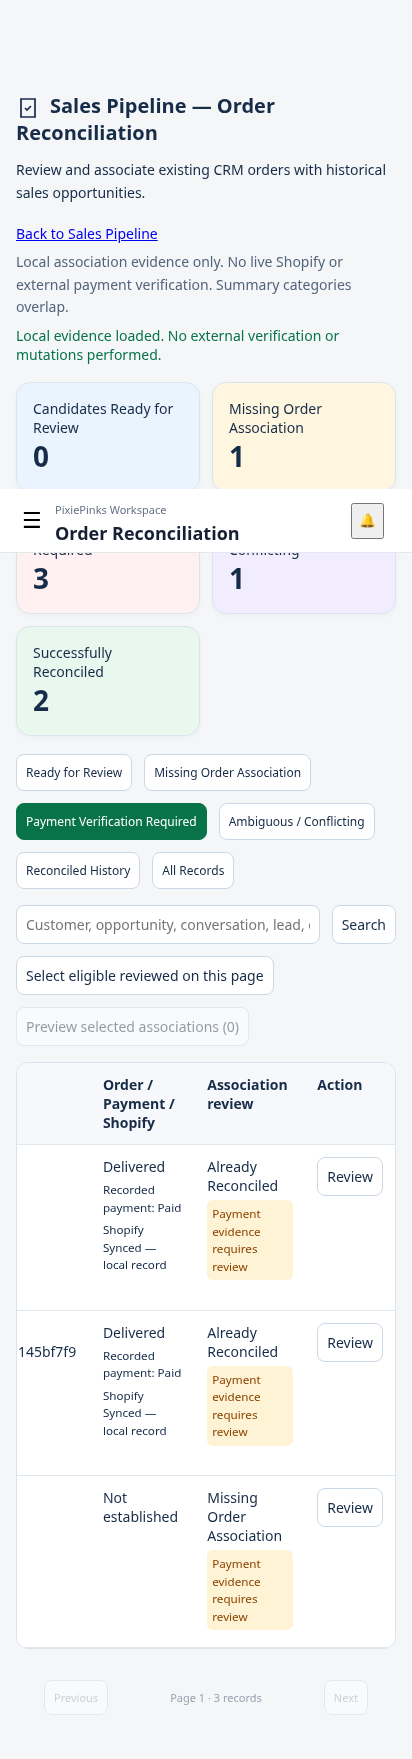 Sales Pipeline — Order
Reconciliation
Review and associate existing CRM orders with historical
sales opportunities.
Back to Sales Pipeline
Local association evidence only. No live Shopify or
external payment verification. Summary categories
overlap.
Local evidence loaded. No external verification or
mutations performed.
Candidates Ready for
Review
0
Missing Order
Association
1
PixiePinks Workspace
Order Reconciliation
Required
3
Conflicting
1
Successfully
Reconciled
2
Ready for Review
Missing Order Association
Payment Verification Required
Ambiguous / Conflicting
Reconciled History
All Records
Customer, opportunity, conversation, lead,
Search
Select eligible reviewed on this page
Preview selected associations (0)
Order /
Payment /
Shopify
Association
review
Action
Delivered
Recorded
payment: Paid
Shopify
Synced —
local record
Already
Reconciled
Payment
evidence
requires
review
Review
145bf7f9
Delivered
Recorded
payment: Paid
Shopify
Synced —
local record
Already
Reconciled
Payment
evidence
requires
review
Review
Not
established
Missing
Order
Association
Payment
evidence
requires
review
Review
Previous
Page 1 · 3 records
Next